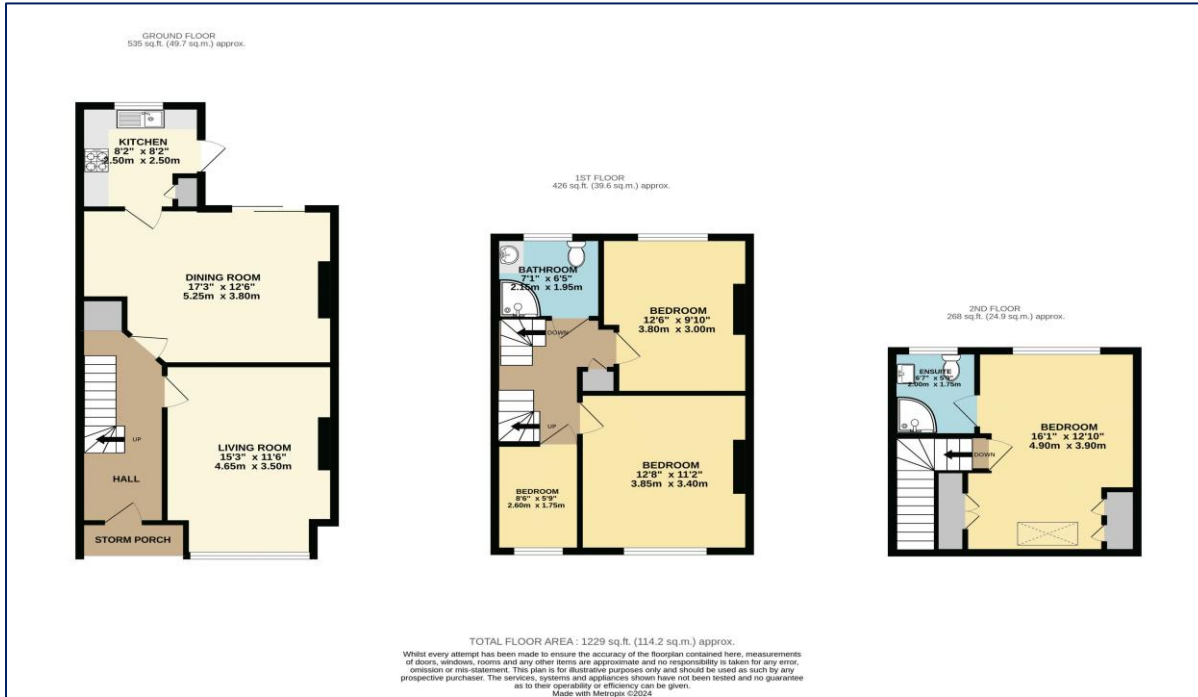 GROUND FLOOR
535 sq.ft. (49.7 sq.m.) approx.
KITCHEN
8'2" x 8'2"
2.50m x 2.50m
DINING ROOM
17'3" x 12'6"
5.25m x 3.80m
UP
LIVING ROOM
15'3" x 11'6"
4.65m x 3.50m
HALL
STORM PORCH
1ST FLOOR
426 sq.ft. (39.6 sq.m.) approx.
BATHROOM
7'1" x 6'5"
2.15m x 1.95m
BEDROOM
12'6" x 9'10"
3.80m x 3.00m
DOWN
UP
BEDROOM
12'8" x 11'2"
3.85m x 3.40m
BEDROOM
8'6" x 5'9"
2.60m x 1.75m
2ND FLOOR
268 sq.ft. (24.9 sq.m.) approx.
ENSUITE
6'7" x 5'9"
2.00m x 1.75m
BEDROOM
16'1" x 12'10"
4.90m x 3.90m
DOWN
TOTAL FLOOR AREA : 1229 sq.ft. (114.2 sq.m.) approx.
Whilst every attempt has been made to ensure the accuracy of the floorplan contained here, measurements
of doors, windows, rooms and any other items are approximate and no responsibility is taken for any error,
omission or mis-statement. This plan is for illustrative purposes only and should be used as such by any
prospective purchaser. The services, systems and appliances shown have not been tested and no guarantee
as to their operability or efficiency can be given.
Made with Metropix ©2024